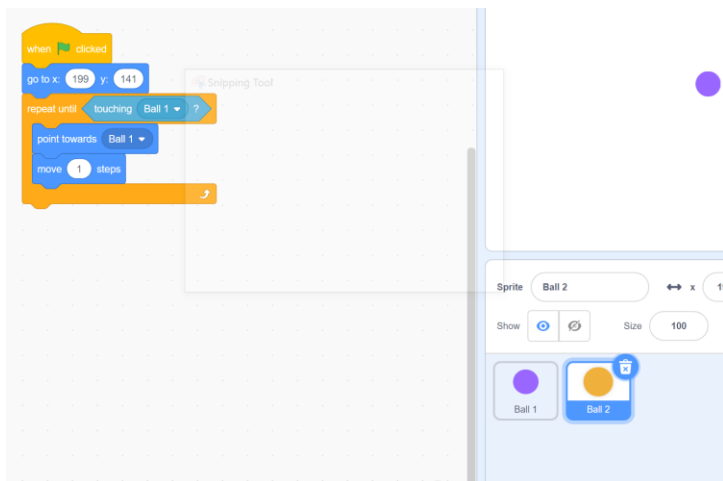 when clicked
go to x: 199 y: 141
repeat until touching Ball 1 ?
point towards Ball 1
move 1 steps
Snipping Tool
Sprite Ball 2 x
Show Size 100
Ball 1 Ball 2